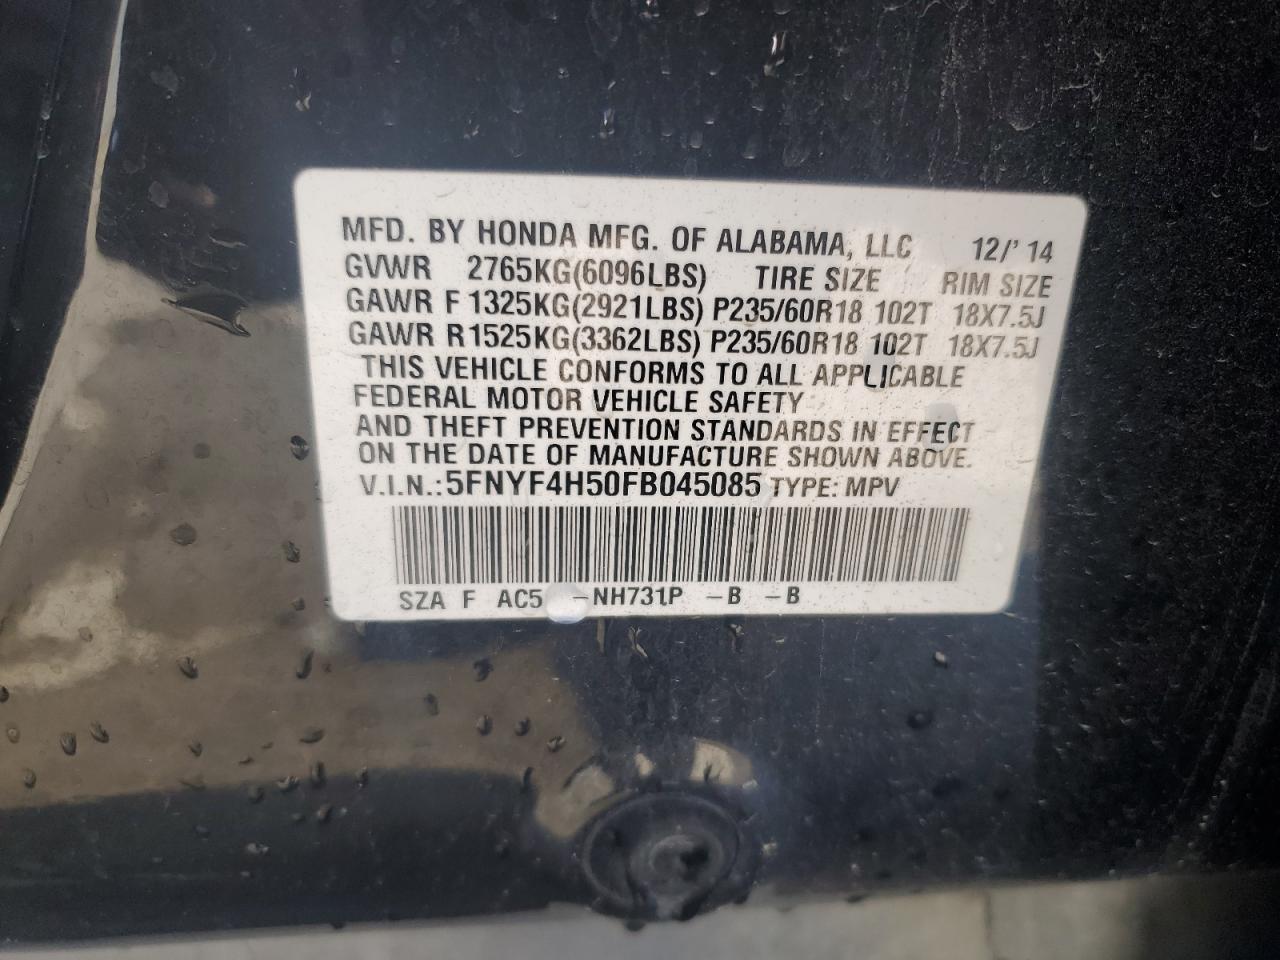 MFD. BY HONDA MFG. OF ALABAMA, LLC 12/' 14
GVWR 2765KG(6096LBS) TIRE SIZE RIM SIZE
GAWR F 1325KG(2921LBS) P235/60R18 102T 18X7.5J
GAWR R 1525KG(3362LBS) P235/60R18 102T 18X7.5J
THIS VEHICLE CONFORMS TO ALL APPLICABLE
FEDERAL MOTOR VEHICLE SAFETY
AND THEFT PREVENTION STANDARDS IN EFFECT
ON THE DATE OF MANUFACTURE SHOWN ABOVE.
V.I.N.: 5FNYF4H50FB045085 TYPE: MPV
SZA F AC5 -NH731P -B -B